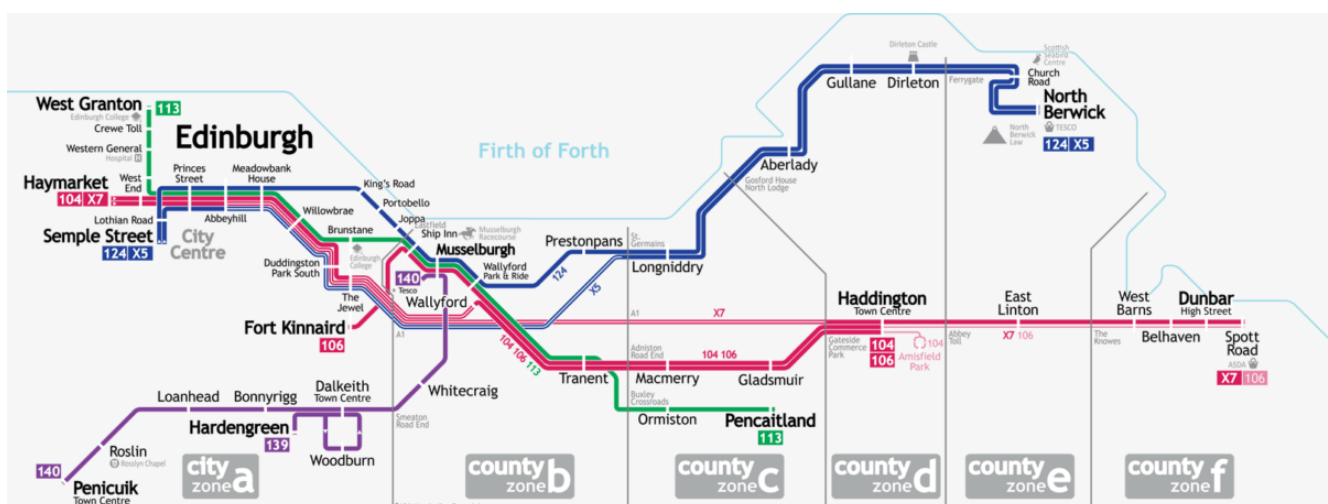 West Granton
113
Edinburgh College
Crewe Toll
Western General
Hospital H
West
End
Haymarket
104 X7
Lothian Road
Semple Street
124 X5
City
Centre
Edinburgh
Princes
Street
Meadowbank
House
Abbeyhill
Willowbrae
Brunstane
Edinburgh
College
Duddingston
Park South
The
Jewel
Fort Kinnaird
106
King's Road
Portobello
Joppa
Eastfield
Ship Inn
Musselburgh
Racecourse
Musselburgh
140
Tesco
Wallyford
Wallyford
Park & Ride
A1
Firth of Forth
Prestonpans
124
X5
St.
Germains
Longniddry
Aberlady
Gosford House
North Lodge
Gullane
Dirleton Castle
Dirleton
Ferrygate
Scottish
Seabird
Centre
Church
Road
North
Berwick
TESCO
124 X5
North
Berwick
Law
A1
X7
104 106 113
Tranent
Adniston
Road End
104 106
Macmerry
Gladsmuir
Buxley
Crossroads
Ormiston
Pencaitland
113
Haddington
Town Centre
Gateside
Commerce
Park
104
106
104
Amisfield
Park
Abbey
Toll
East
Linton
X7 106
The
Knowes
West
Barns
Belhaven
Dunbar
High Street
Spott
Road
ASDA
X7 106
Whitecraig
Smeaton
Road End
Dalkeith
Town Centre
Bonnyrigg
Loanhead
Hardengreen
139
Woodburn
Roslin
Rosslyn Chapel
140
Penicuik
Town Centre
city
zone a
county
zone b
county
zone c
county
zone d
county
zone e
county
zone f